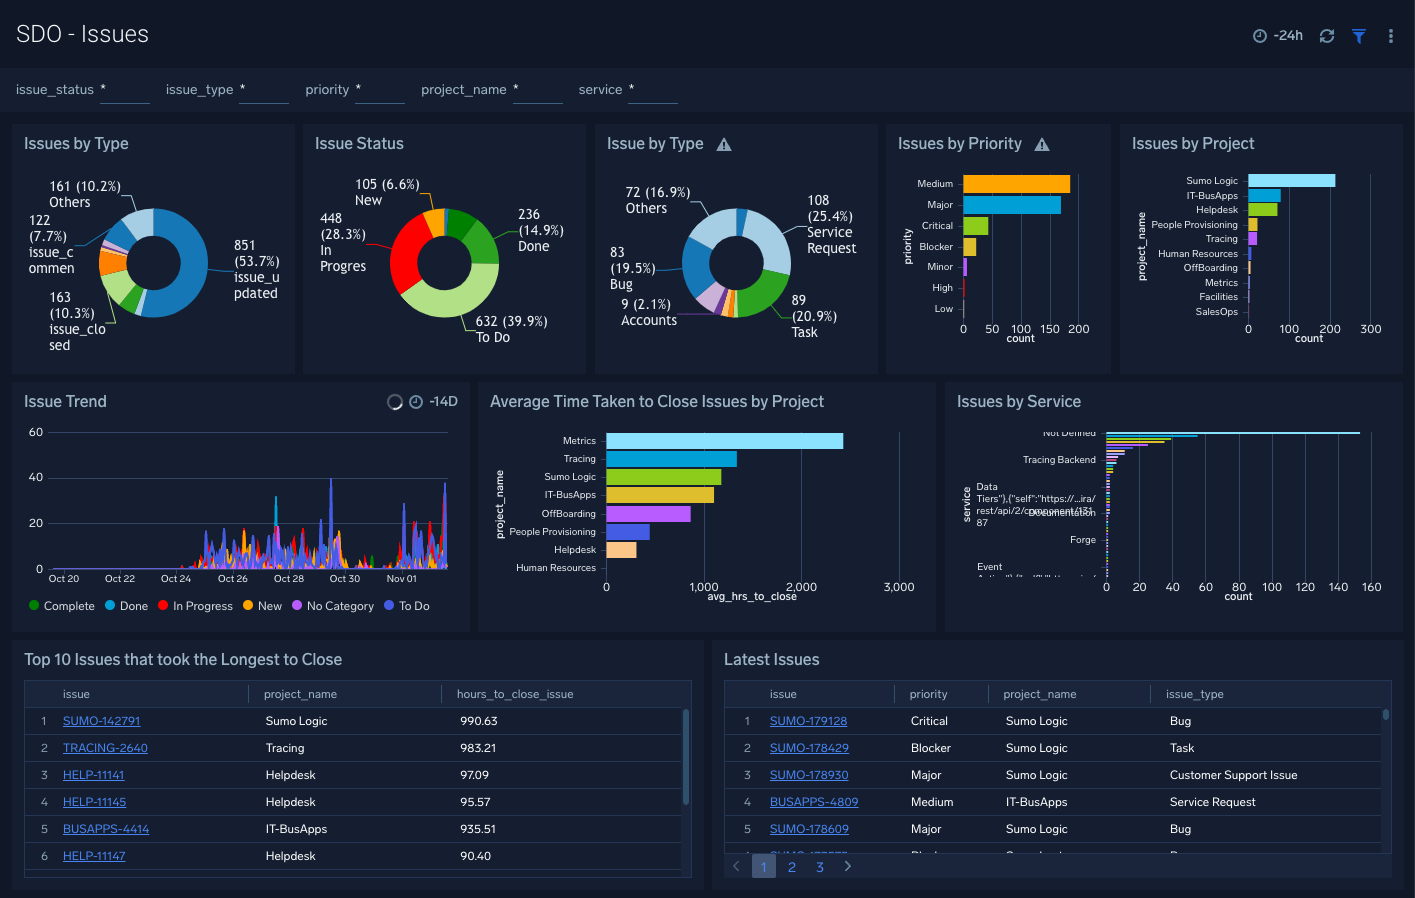 SDO - Issues
-24h
issue_status *
issue_type *
priority *
project_name *
service *
Issues by Type
161 (10.2%)
Others
122
(7.7%)
issue_c
ommen
163
(10.3%)
issue_clo
sed
851
(53.7%)
issue_u
pdated
Issue Status
105 (6.6%)
New
448
(28.3%)
In
Progres
236
(14.9%)
Done
632 (39.9%)
To Do
Issue by Type
72 (16.9%)
Others
83
(19.5%)
Bug
9 (2.1%)
Accounts
108
(25.4%)
Service
Request
89
(20.9%)
Task
Issues by Priority
priority
Medium
Major
Critical
Blocker
Minor
High
Low
0 50 100 150 200
count
Issues by Project
project_name
Sumo Logic
IT-BusApps
Helpdesk
People Provisioning
Tracing
Human Resources
OffBoarding
Metrics
Facilities
SalesOps
0 100 200 300
count
Issue Trend
-14D
60
40
20
0
Oct 20 Oct 22 Oct 24 Oct 26 Oct 28 Oct 30 Nov 01
Complete Done In Progress New No Category To Do
Average Time Taken to Close Issues by Project
project_name
Metrics
Tracing
Sumo Logic
IT-BusApps
OffBoarding
People Provisioning
Helpdesk
Human Resources
0 1,000 2,000 3,000
avg_hrs_to_close
Issues by Service
service
Not Defined
Tracing Backend
Data
Tiers"},{"self":"https://...ira/
rest/api/2/component/131
87
Documentation
Forge
Event
0 20 40 60 80 100 120 140 160
count
Top 10 Issues that took the Longest to Close
issue project_name hours_to_close_issue
1 SUMO-142791 Sumo Logic 990.63
2 TRACING-2640 Tracing 983.21
3 HELP-11141 Helpdesk 97.09
4 HELP-11145 Helpdesk 95.57
5 BUSAPPS-4414 IT-BusApps 935.51
6 HELP-11147 Helpdesk 90.40
Latest Issues
issue priority project_name issue_type
1 SUMO-179128 Critical Sumo Logic Bug
2 SUMO-178429 Blocker Sumo Logic Task
3 SUMO-178930 Major Sumo Logic Customer Support Issue
4 BUSAPPS-4809 Medium IT-BusApps Service Request
5 SUMO-178609 Major Sumo Logic Bug
1 2 3